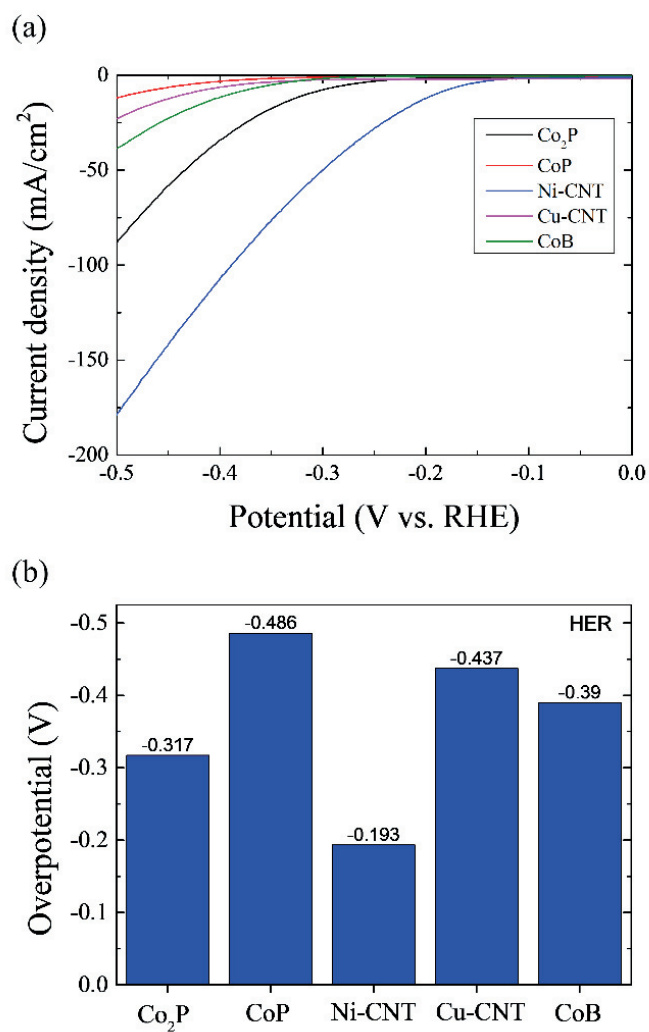 (a)
0
-50
-100
-150
-200
-0.5 -0.4 -0.3 -0.2 -0.1 0.0
Current density (mA/cm²)
Potential (V vs. RHE)
Co₂P
CoP
Ni-CNT
Cu-CNT
CoB
(b)
HER
-0.5
-0.4
-0.3
-0.2
-0.1
0.0
Overpotential (V)
-0.317
-0.486
-0.193
-0.437
-0.39
Co₂P CoP Ni-CNT Cu-CNT CoB